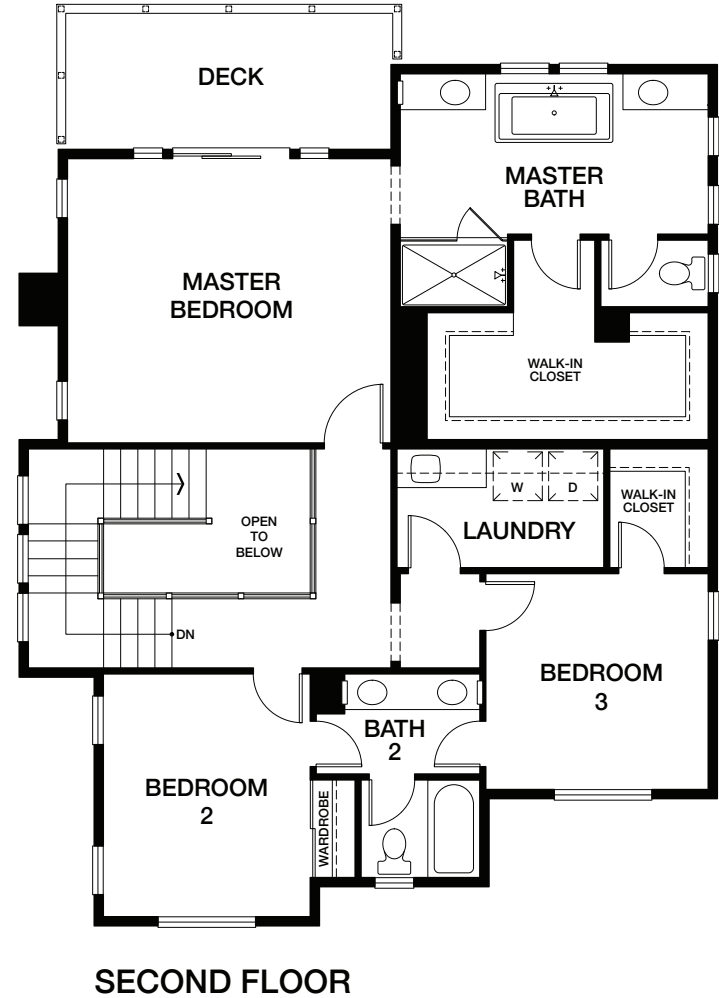 DECK
MASTER
BATH
MASTER
BEDROOM
WALK-IN
CLOSET
W
D
WALK-IN
CLOSET
OPEN
TO
BELOW
LAUNDRY
DN
BEDROOM
3
BATH
2
BEDROOM
2
WARDROBE
SECOND FLOOR